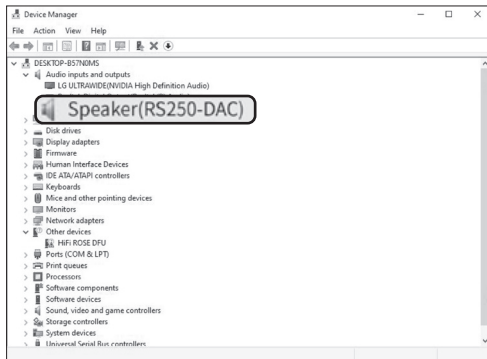 Device Manager
File Action View Help
DESKTOP-B57N0MS
Audio inputs and outputs
LG ULTRAWIDE(NVIDIA High Definition Audio)
Speaker(RS250-DAC)
Disk drives
Display adapters
Firmware
Human Interface Devices
IDE ATA/ATAPI controllers
Keyboards
Mice and other pointing devices
Monitors
Network adapters
Other devices
HiFi ROSE DFU
Ports (COM & LPT)
Print queues
Processors
Software components
Software devices
Sound, video and game controllers
Storage controllers
System devices
Universal Serial Bus controllers